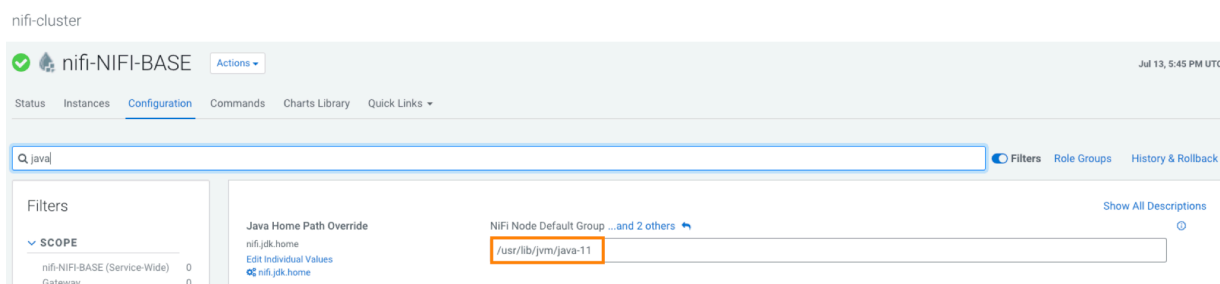 nifi-cluster
nifi-NIFI-BASE Actions
Jul 13, 5:45 PM UTC
Status Instances Configuration Commands Charts Library Quick Links
java
Filters Role Groups History & Rollback
Filters
Show All Descriptions
Java Home Path Override
NiFi Node Default Group ...and 2 others
nifi.jdk.home
SCOPE
/usr/lib/jvm/java-11
Edit Individual Values
nifi-NIFI-BASE (Service-Wide) 0
nifi.jdk.home
Gateway 0